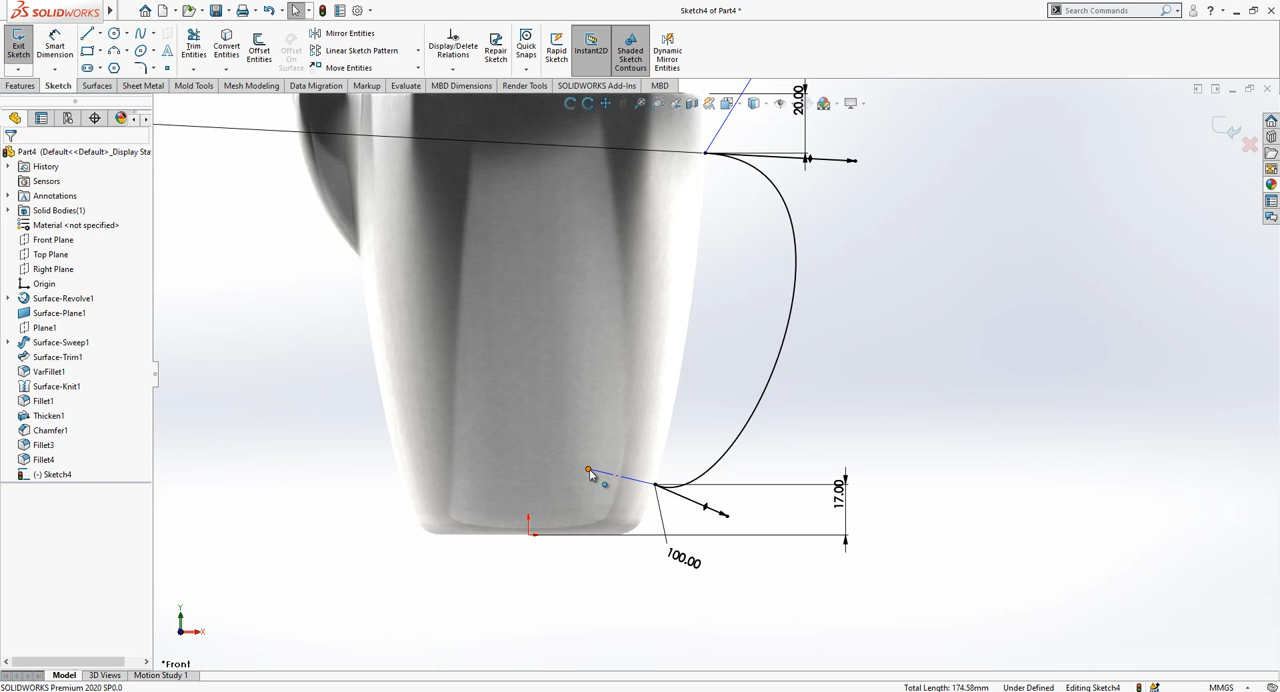 SOLIDWORKS
Sketch4 of Part4 *
Search Commands
Exit Sketch
Smart Dimension
Trim Entities
Convert Entities
Offset Entities
Offset On Surface
Mirror Entities
Linear Sketch Pattern
Move Entities
Display/Delete Relations
Repair Sketch
Quick Snaps
Rapid Sketch
Instant2D
Shaded Sketch Contours
Dynamic Mirror Entities
Features
Sketch
Surfaces
Sheet Metal
Mold Tools
Mesh Modeling
Data Migration
Markup
Evaluate
MBD Dimensions
Render Tools
SOLIDWORKS Add-Ins
MBD
Part4 (Default<<Default>_Display Sta
History
Sensors
Annotations
Solid Bodies(1)
Material <not specified>
Front Plane
Top Plane
Right Plane
Origin
Surface-Revolve1
Surface-Plane1
Plane1
Surface-Sweep1
Surface-Trim1
VarFillet1
Surface-Knit1
Fillet1
Thicken1
Chamfer1
Fillet3
Fillet4
(-) Sketch4
20.00
17.00
100.00
Y
X
*Front
Model
3D Views
Motion Study 1
SOLIDWORKS Premium 2020 SP0.0
Total Length: 174.58mm
Under Defined
Editing Sketch4
MMGS